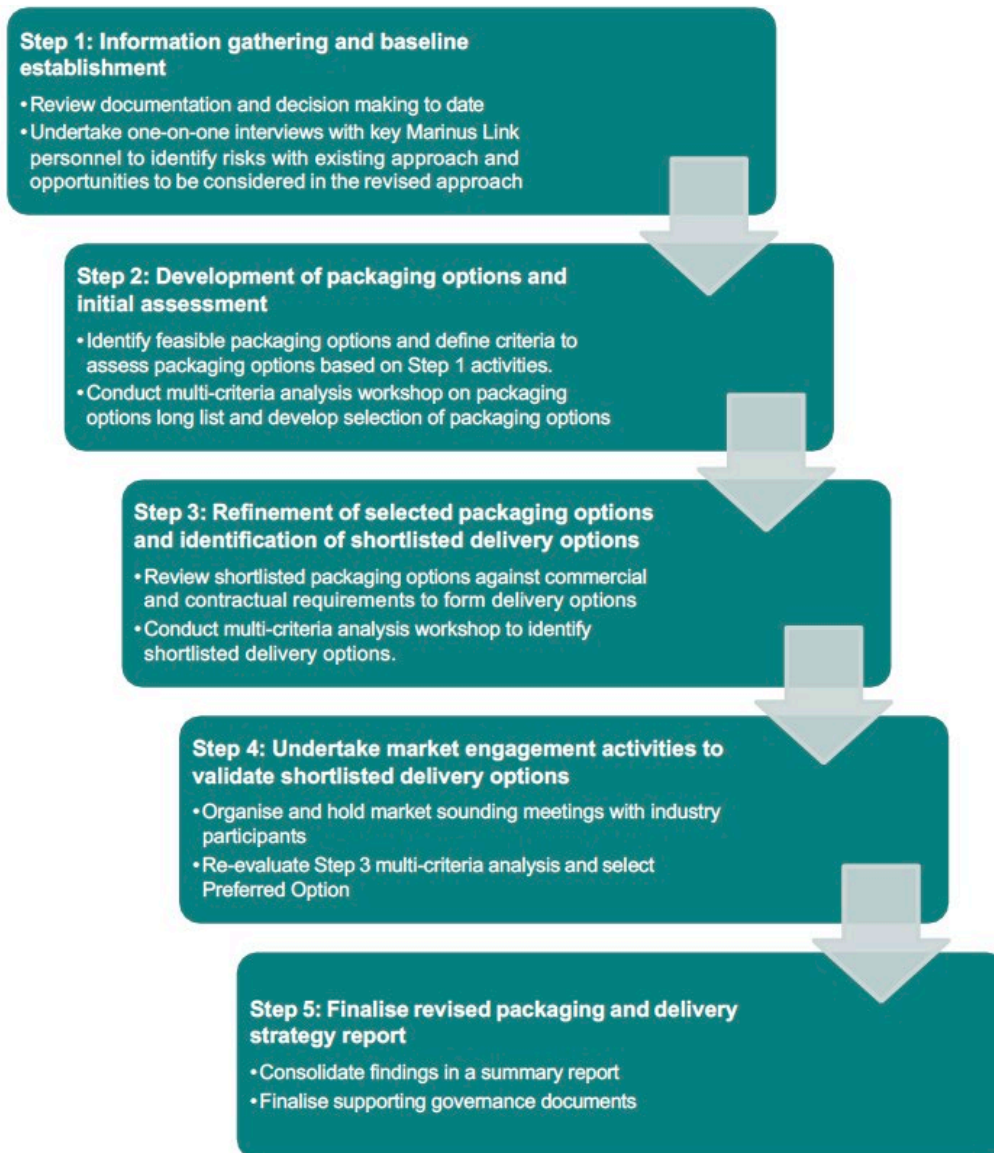 Step 1: Information gathering and baseline
establishment
•Review documentation and decision making to date
•Undertake one-on-one interviews with key Marinus Link
personnel to identify risks with existing approach and
opportunities to be considered in the revised approach
Step 2: Development of packaging options and
initial assessment
•Identify feasible packaging options and define criteria to
assess packaging options based on Step 1 activities.
•Conduct multi-criteria analysis workshop on packaging
options long list and develop selection of packaging options
Step 3: Refinement of selected packaging options
and identification of shortlisted delivery options
•Review shortlisted packaging options against commercial
and contractual requirements to form delivery options
•Conduct multi-criteria analysis workshop to identify
shortlisted delivery options.
Step 4: Undertake market engagement activities to
validate shortlisted delivery options
•Organise and hold market sounding meetings with industry
participants
•Re-evaluate Step 3 multi-criteria analysis and select
Preferred Option
Step 5: Finalise revised packaging and delivery
strategy report
•Consolidate findings in a summary report
•Finalise supporting governance documents